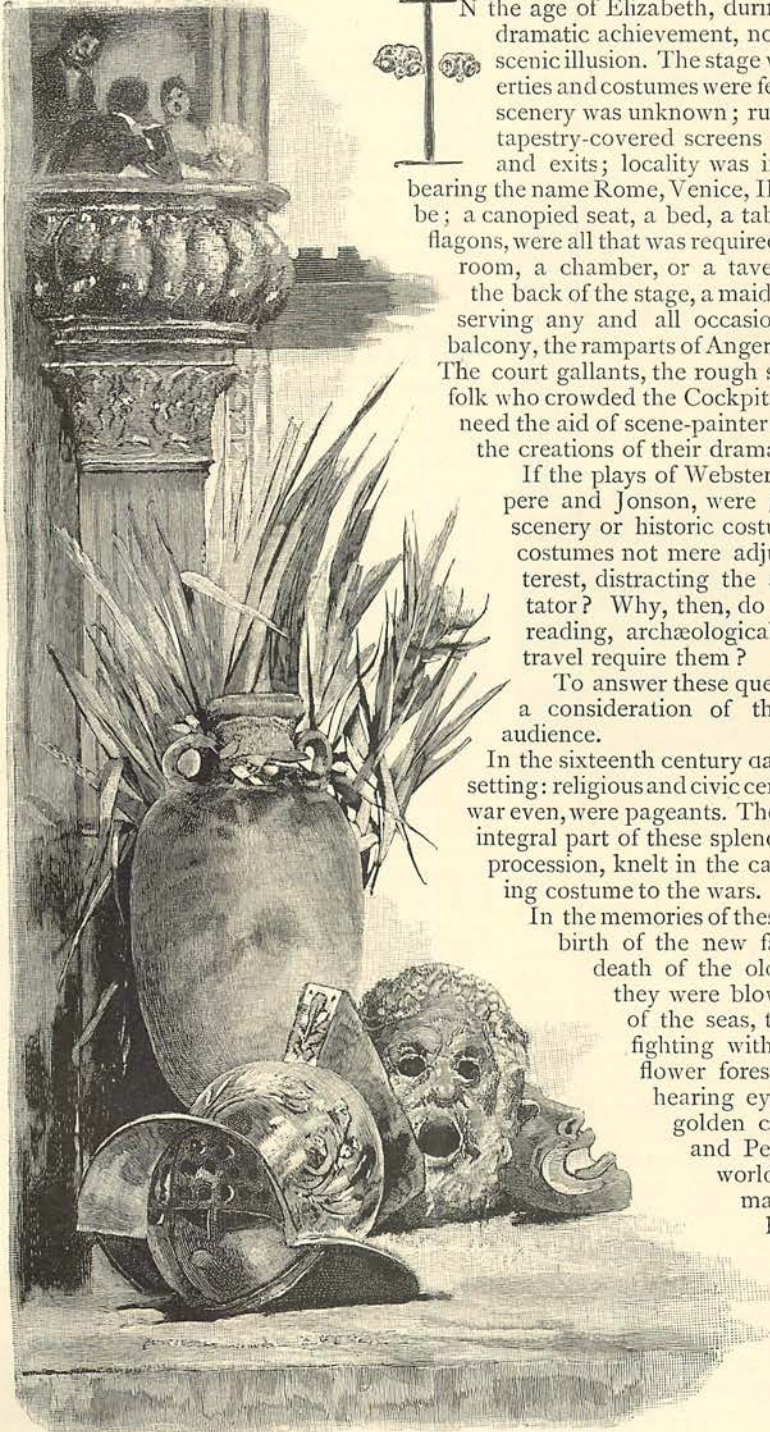 IN the age of Elizabeth, durin
dramatic achievement, no
scenic illusion. The stage w
erties and costumes were fe
scenery was unknown; ru
tapestry-covered screens
and exits; locality was i
bearing the name Rome, Venice, Il
be; a canopied seat, a bed, a tab
flagons, were all that was required
room, a chamber, or a tave
the back of the stage, a maid
serving any and all occasio
balcony, the ramparts of Anger
The court gallants, the rough s
folk who crowded the Cockpit
need the aid of scene-painter
the creations of their drama
If the plays of Webster
pere and Jonson, were
scenery or historic costu
costumes not mere adju
terest, distracting the
tator? Why, then, do
reading, archæological
travel require them?
To answer these que
a consideration of th
audience.
In the sixteenth century da
setting: religious and civic cer
war even, were pageants. The
integral part of these splend
procession, knelt in the ca
ing costume to the wars.
In the memories of thes
birth of the new f
death of the old
they were blow
of the seas, t
fighting with
flower fores
hearing ey
golden c
and Pe
world
ma